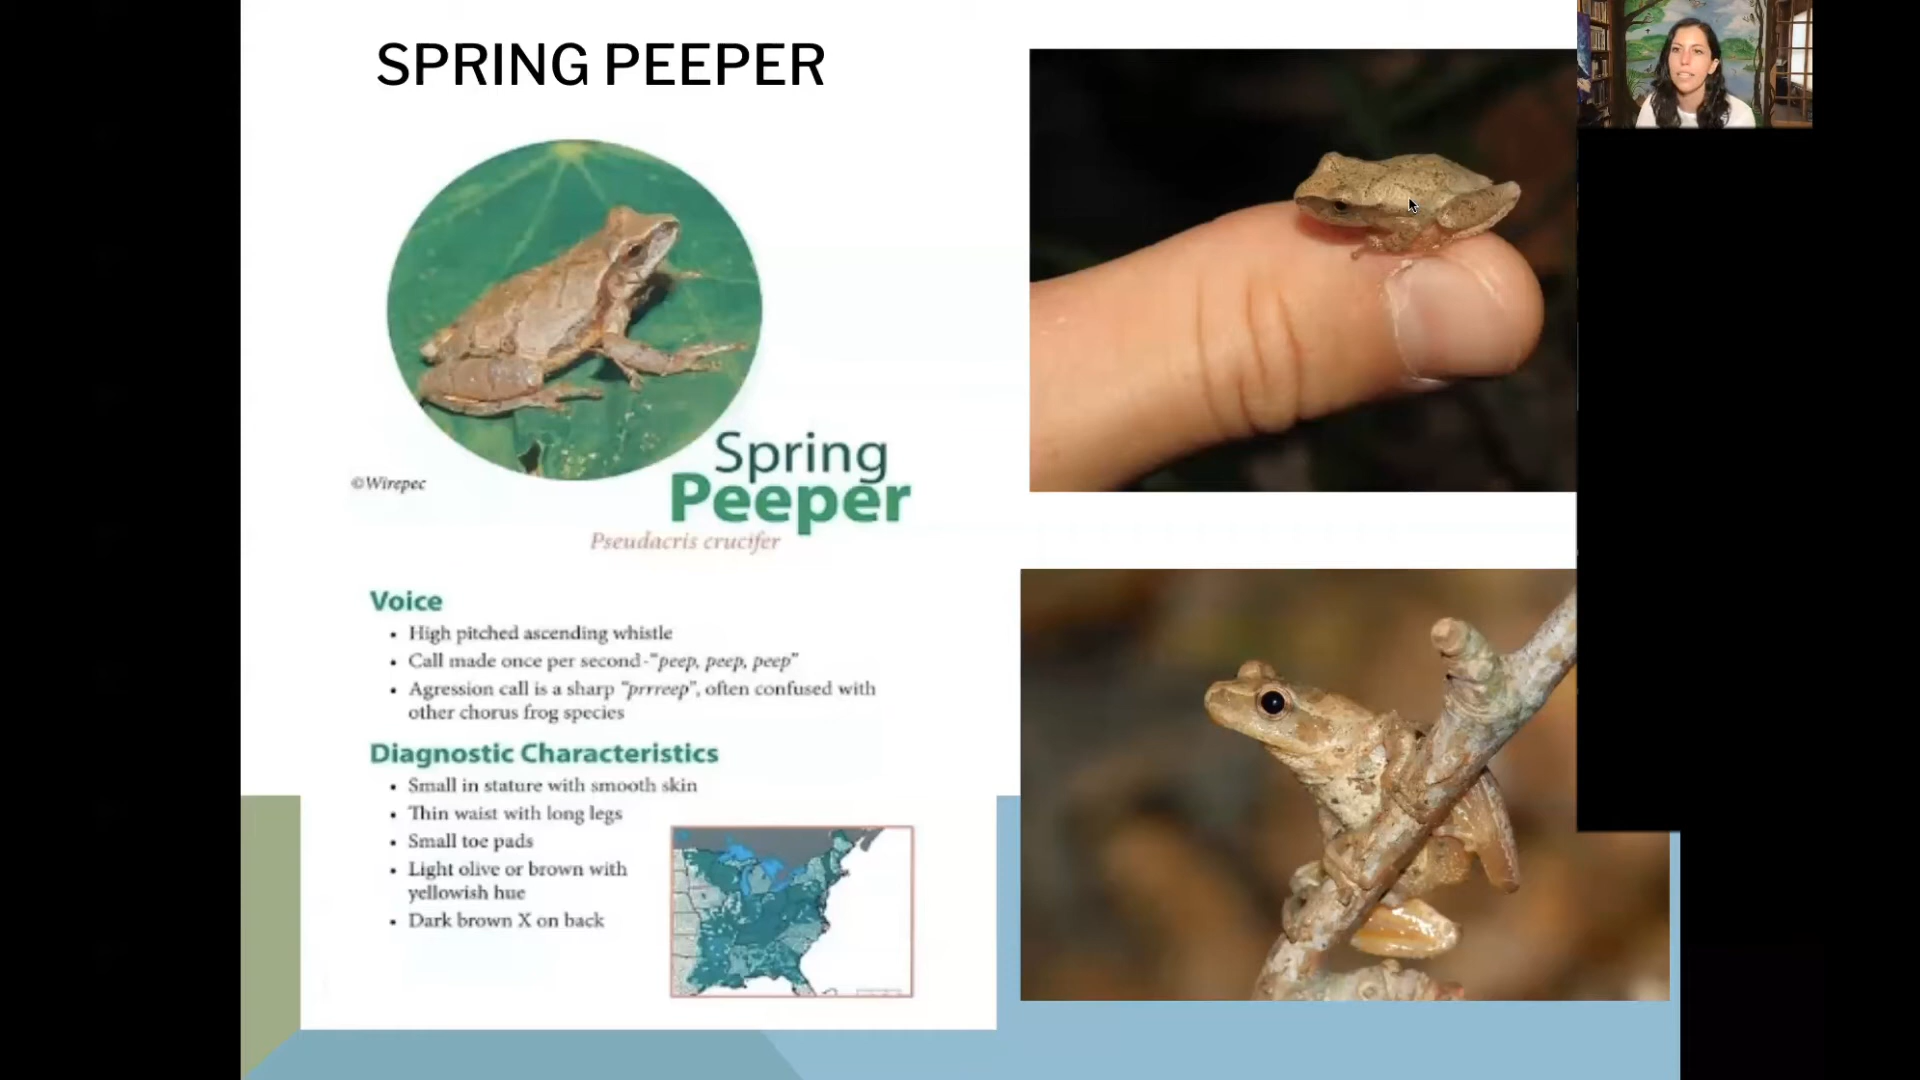 SPRING PEEPER
©Wirepec
Spring
Peeper
Pseudacris crucifer
Voice
• High pitched ascending whistle
• Call made once per second-"peep, peep, peep"
• Agression call is a sharp "prrreep", often confused with
other chorus frog species
Diagnostic Characteristics
• Small in stature with smooth skin
• Thin waist with long legs
• Small toe pads
• Light olive or brown with
yellowish hue
• Dark brown X on back